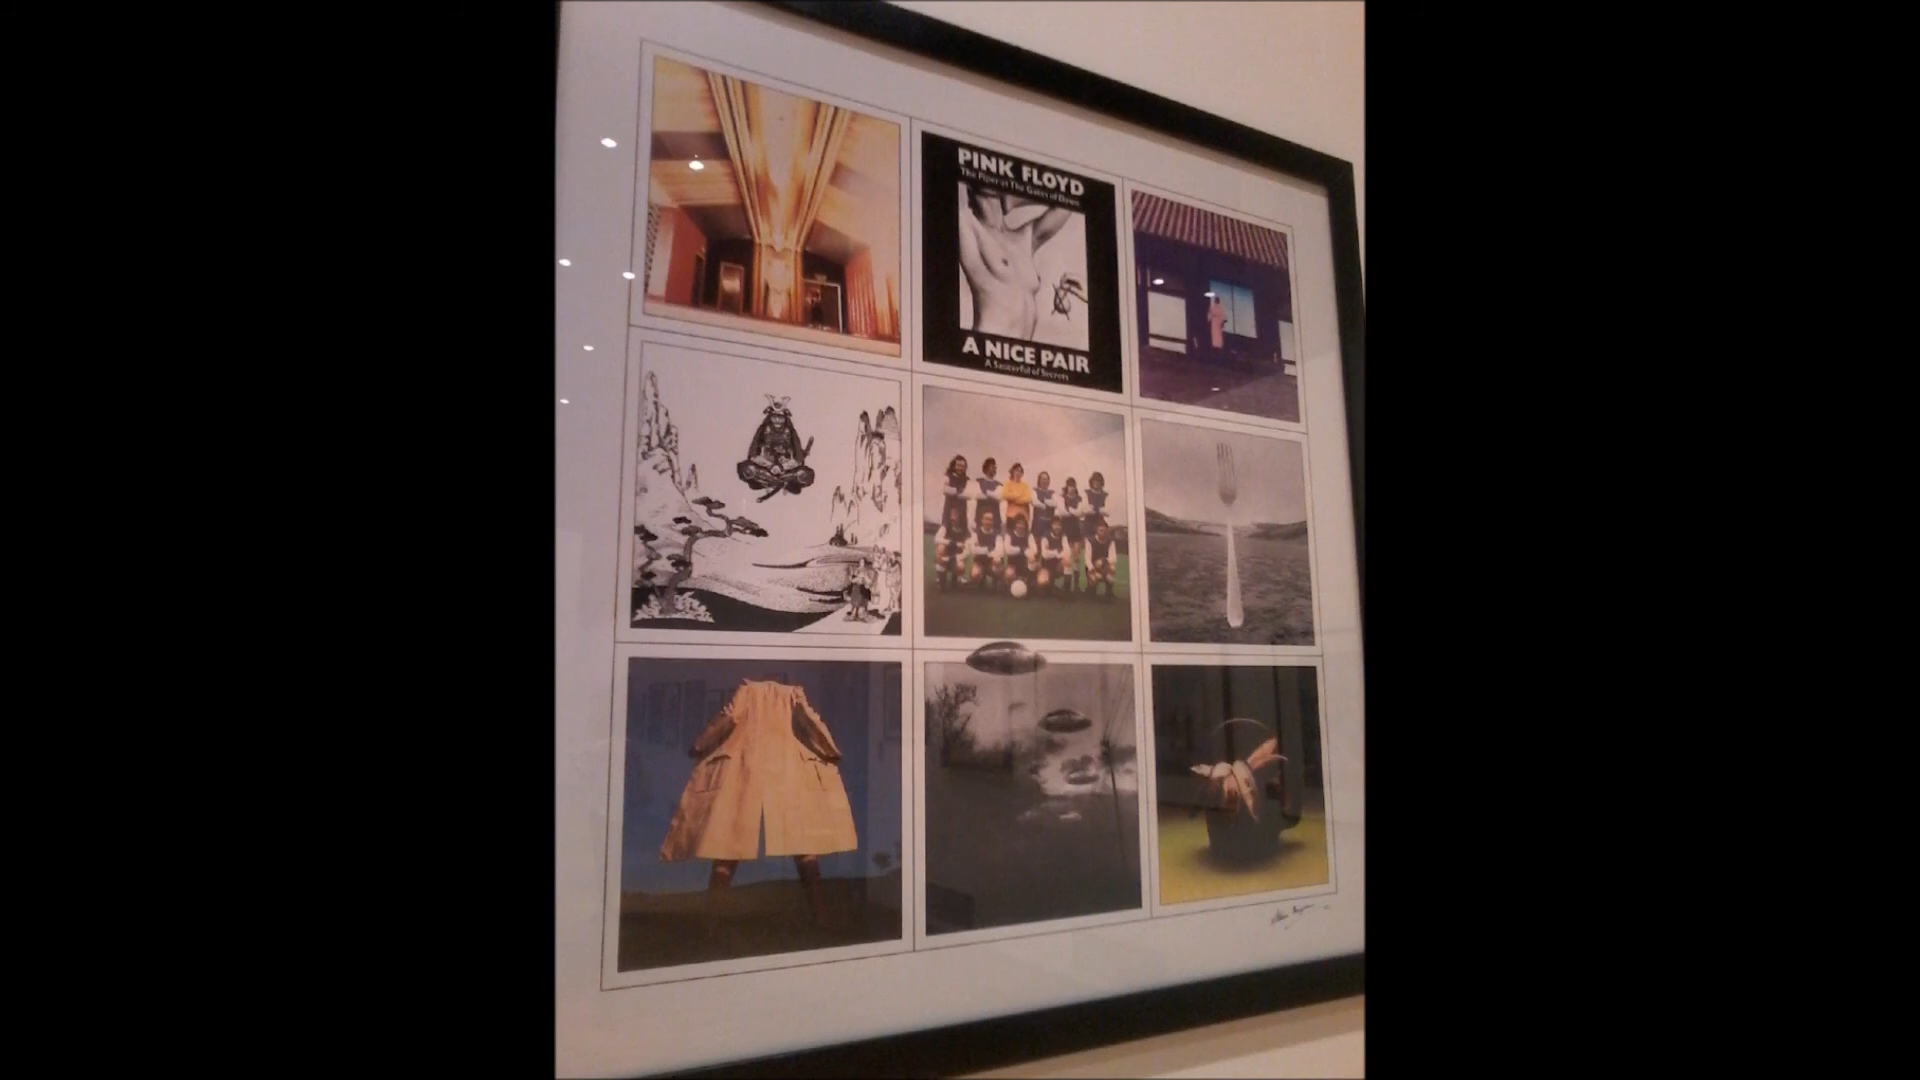 PINK FLOYD
The Piper at The Gates of Dawn
A NICE PAIR
A Saucerful of Secrets